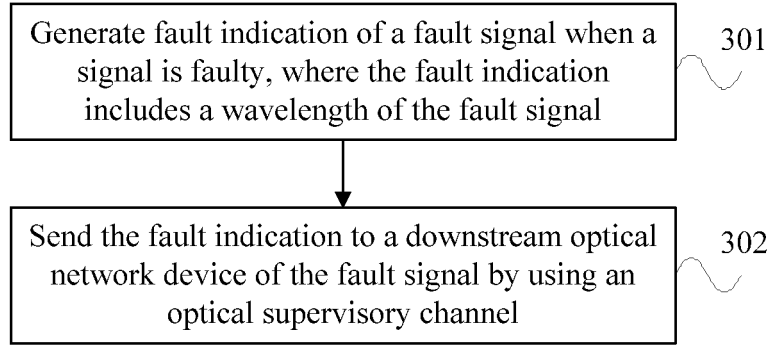 Generate fault indication of a fault signal when a
signal is faulty, where the fault indication
includes a wavelength of the fault signal
301
Send the fault indication to a downstream optical
network device of the fault signal by using an
optical supervisory channel
302